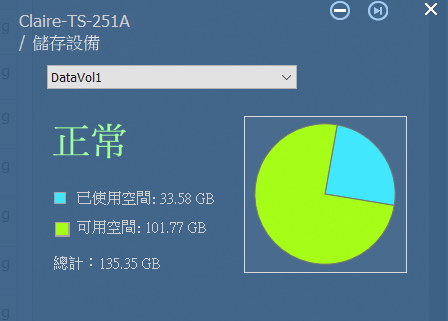 Claire-TS-251A
/ 儲存設備
DataVol1
正常
已使用空間: 33.58 GB
可用空間: 101.77 GB
總計：135.35 GB